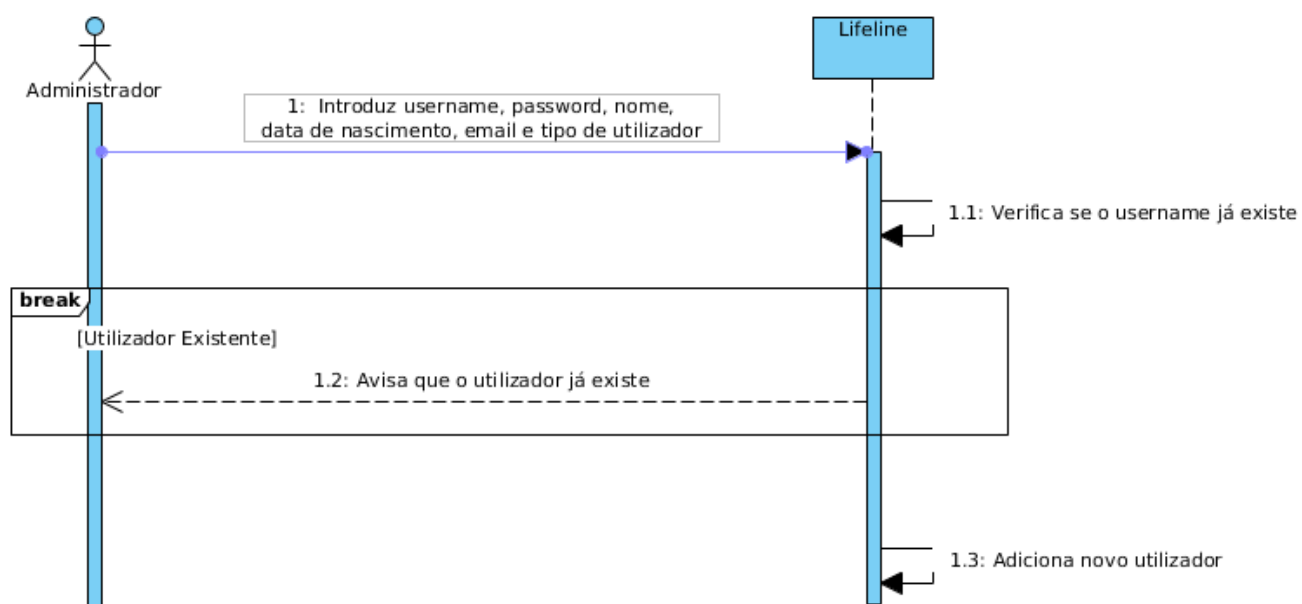 Lifeline
Administrador
1:  Introduz username, password, nome,
data de nascimento, email e tipo de utilizador
1.1: Verifica se o username já existe
break
[Utilizador Existente]
1.2: Avisa que o utilizador já existe
1.3: Adiciona novo utilizador